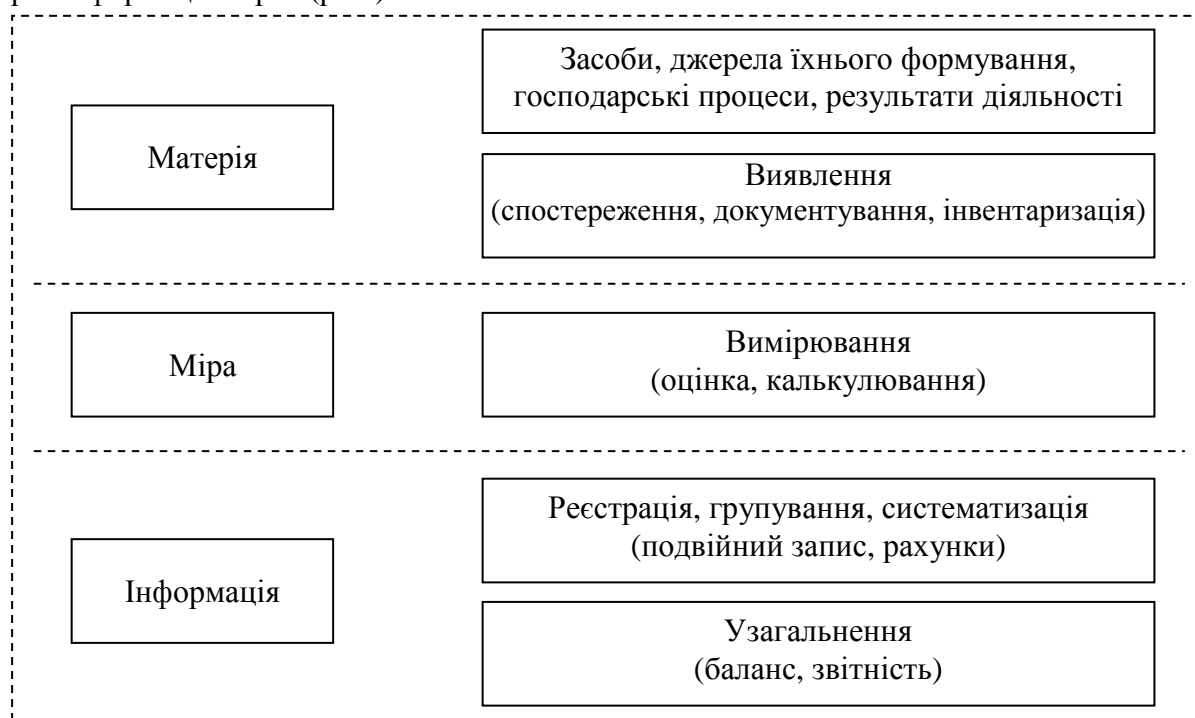 Засоби, джерела їхнього формування,
господарські процеси, результати діяльності
Матерія
Виявлення
(спостереження, документування, інвентаризація)
Міра
Вимірювання
(оцінка, калькулювання)
Реєстрація, групування, систематизація
(подвійний запис, рахунки)
Інформація
Узагальнення
(баланс, звітність)